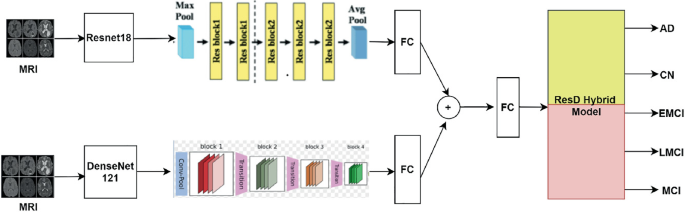 MRI
Resnet18
Max
Pool
Res block1
Res block1
Res block2
Res block2
Res block2
Avg
Pool
FC
MRI
DenseNet
121
Conv-Pool
block 1
Transition
block 2
Transition
block 3
Transition
block 4
FC
+
FC
ResD Hybrid
Model
AD
CN
EMCI
LMCI
MCI